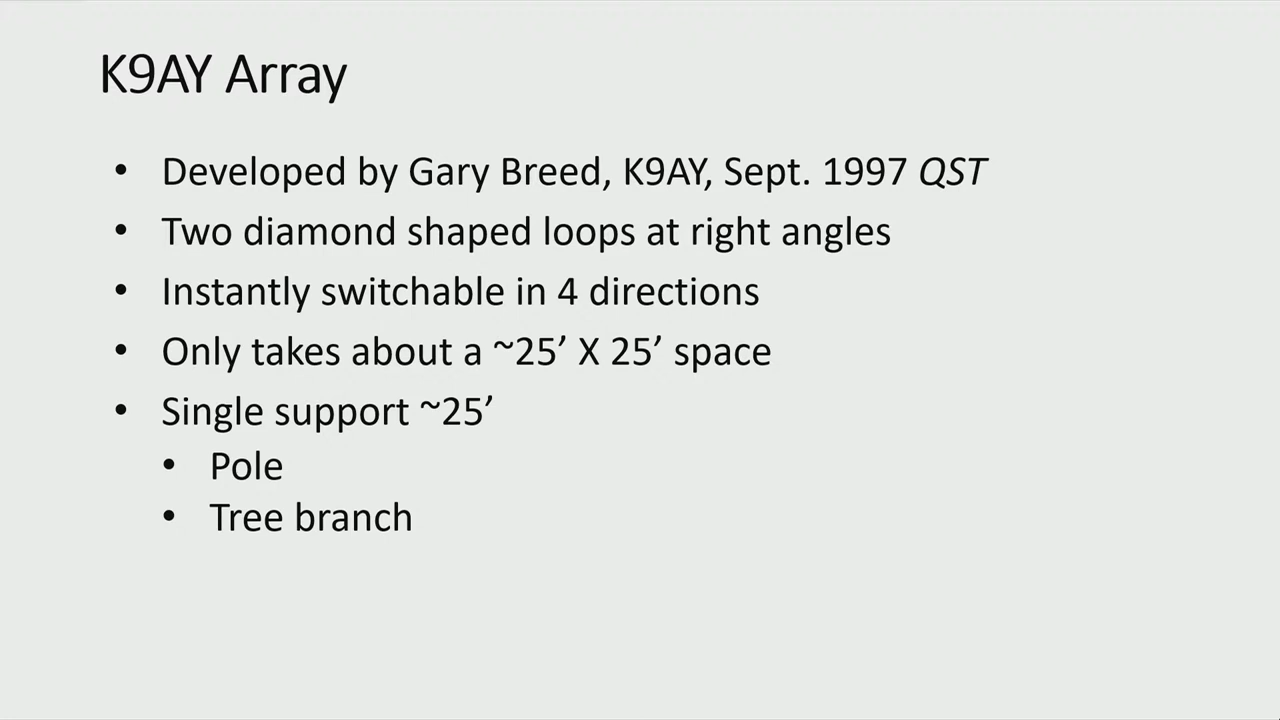 K9AY Array
• Developed by Gary Breed, K9AY, Sept. 1997 QST
• Two diamond shaped loops at right angles
• Instantly switchable in 4 directions
• Only takes about a ~25’ X 25’ space
• Single support ~25’
• Pole
• Tree branch